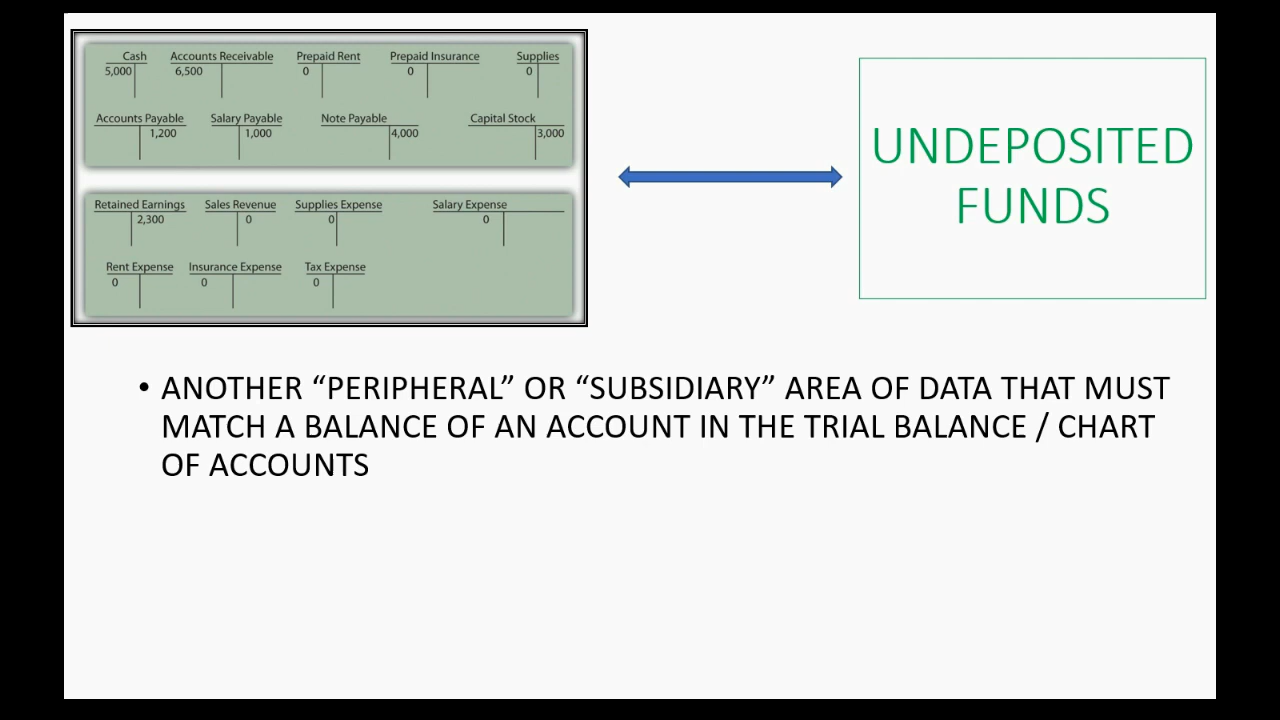 Cash Accounts Receivable Prepaid Rent Prepaid Insurance Supplies
5,000 6,500 0 0 0
Accounts Payable Salary Payable Note Payable Capital Stock
1,200 1,000 4,000 3,000
Retained Earnings Sales Revenue Supplies Expense Salary Expense
2,300 0 0 0
Rent Expense Insurance Expense Tax Expense
0 0 0
UNDEPOSITED
FUNDS
• ANOTHER “PERIPHERAL” OR “SUBSIDIARY” AREA OF DATA THAT MUST
MATCH A BALANCE OF AN ACCOUNT IN THE TRIAL BALANCE / CHART
OF ACCOUNTS